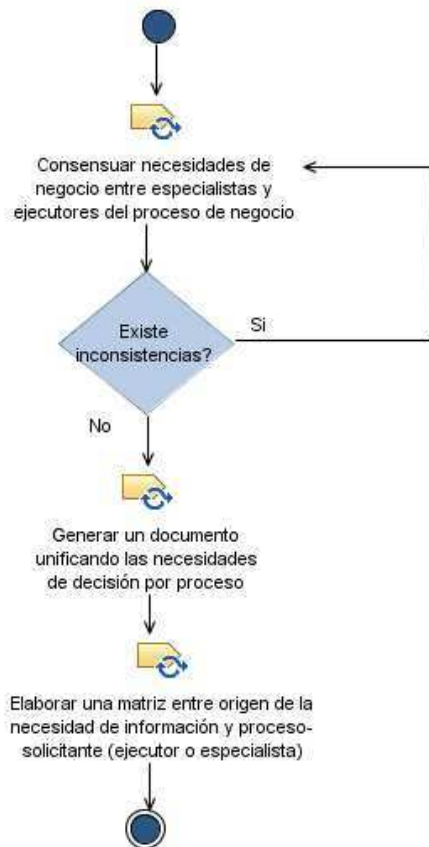 Consensuar necesidades de
negocio entre especialistas y
ejecutores del proceso de negocio
Existe
inconsistencias?
Si
No
Generar un documento
unificando las necesidades
de decisión por proceso
Elaborar una matriz entre origen de la
necesidad de información y proceso-
solicitante (ejecutor o especialista)